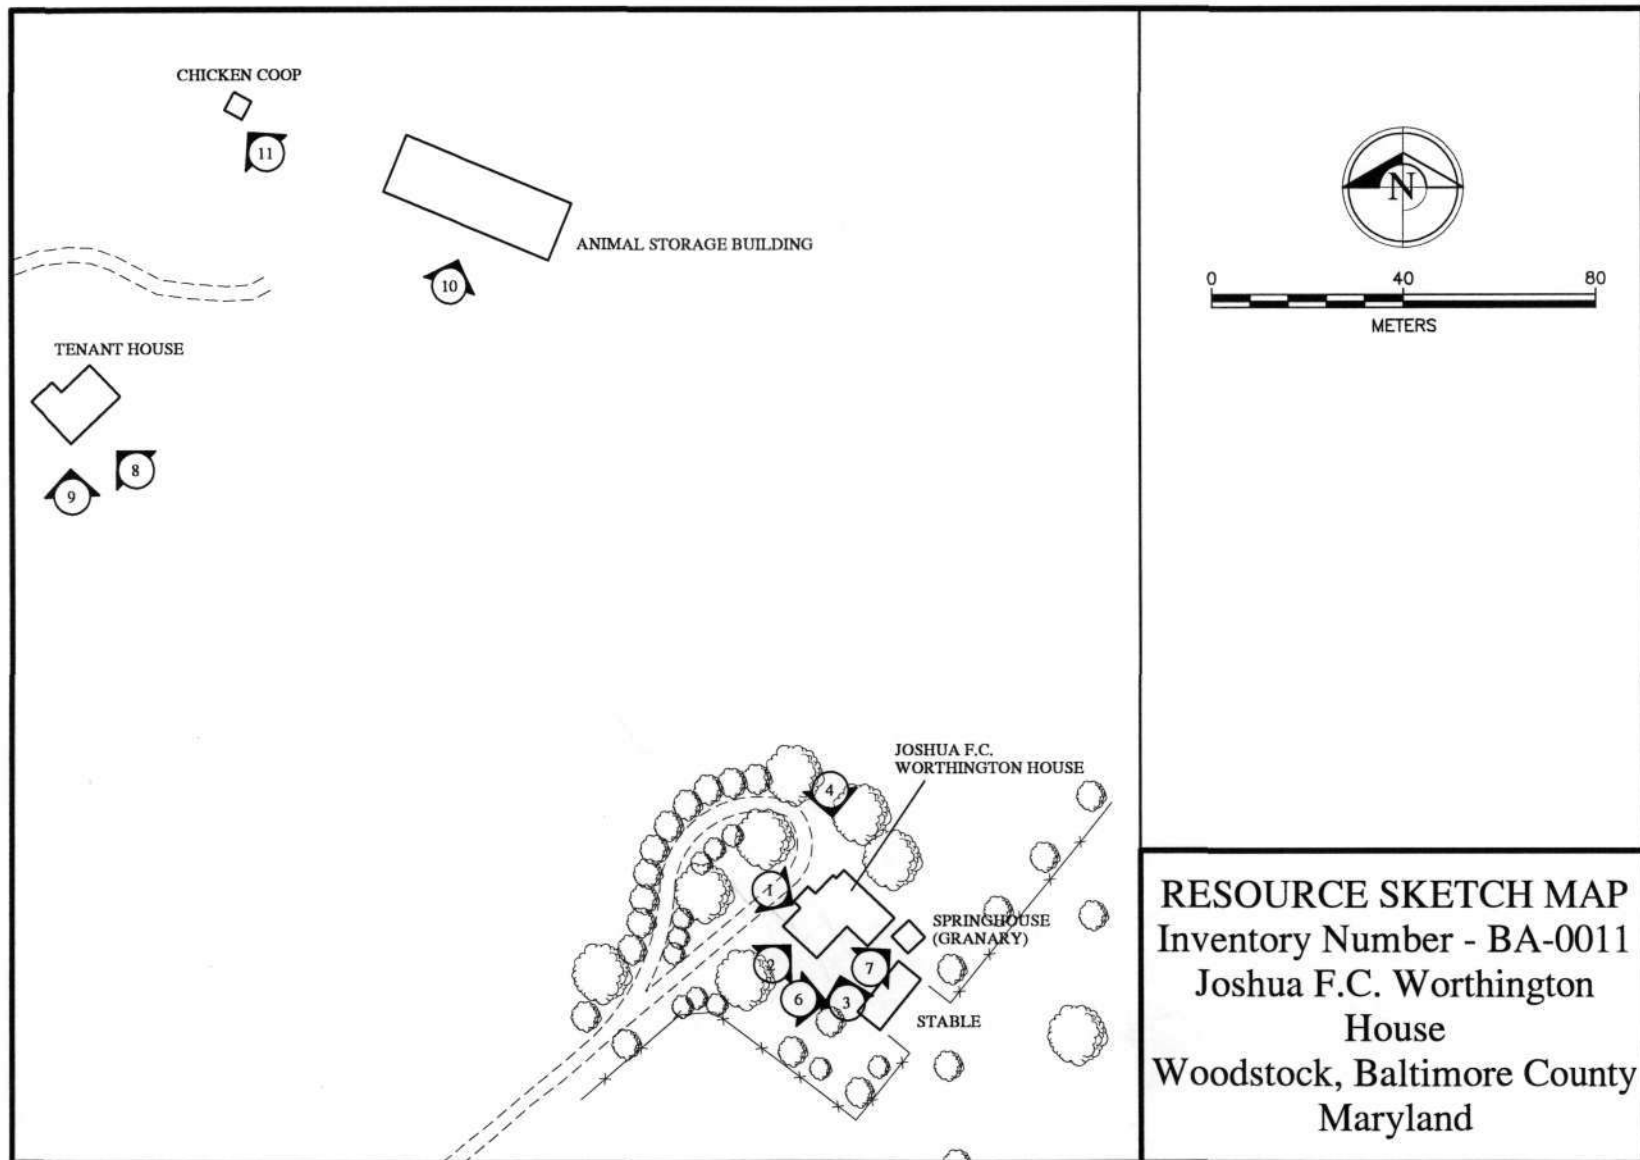 CHICKEN COOP
11
ANIMAL STORAGE BUILDING
10
TENANT HOUSE
8
9
N
0 40 80
METERS
JOSHUA F.C.
WORTHINGTON HOUSE
4
1
SPRINGHOUSE
(GRANARY)
2
7
6
3
STABLE
RESOURCE SKETCH MAP
Inventory Number - BA-0011
Joshua F.C. Worthington
House
Woodstock, Baltimore County
Maryland